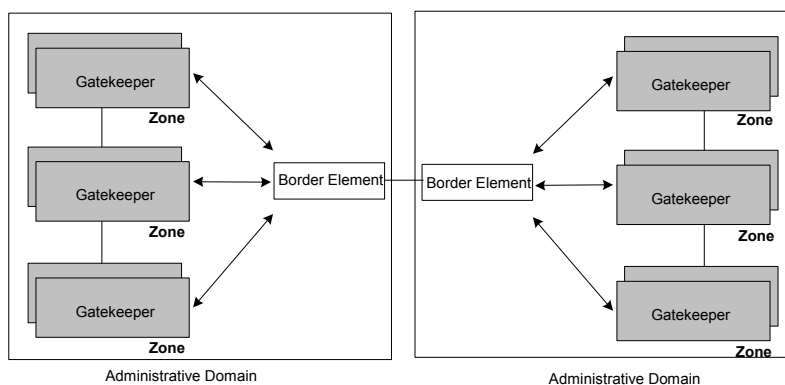 Gatekeeper
Zone
Gatekeeper
Zone
Gatekeeper
Zone
Border Element
Administrative Domain
Border Element
Gatekeeper
Zone
Gatekeeper
Zone
Gatekeeper
Zone
Administrative Domain